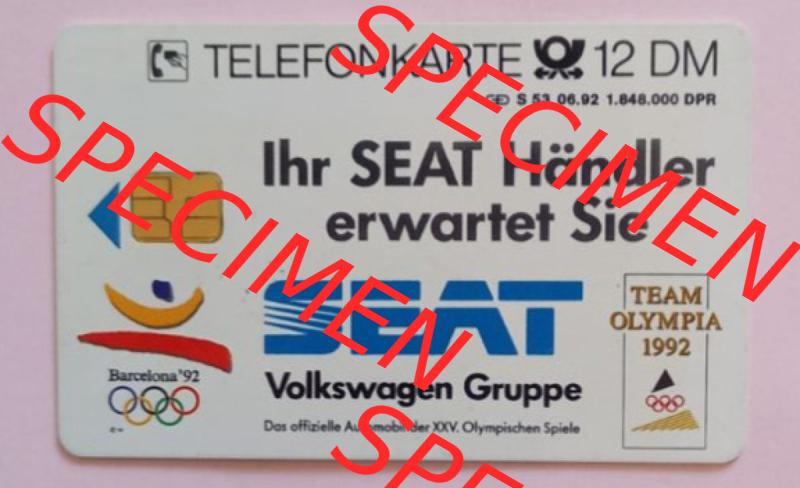 TELEFONKARTE 12 DM
S 53 06.92 1.848.000 DPR
Ihr SEAT Händler
erwartet Sie
SEAT
Volkswagen Gruppe
Das offizielle Automobil der XXV. Olympischen Spiele
Barcelona '92
TEAM
OLYMPIA
1992
SPECIMEN
SPECIMEN